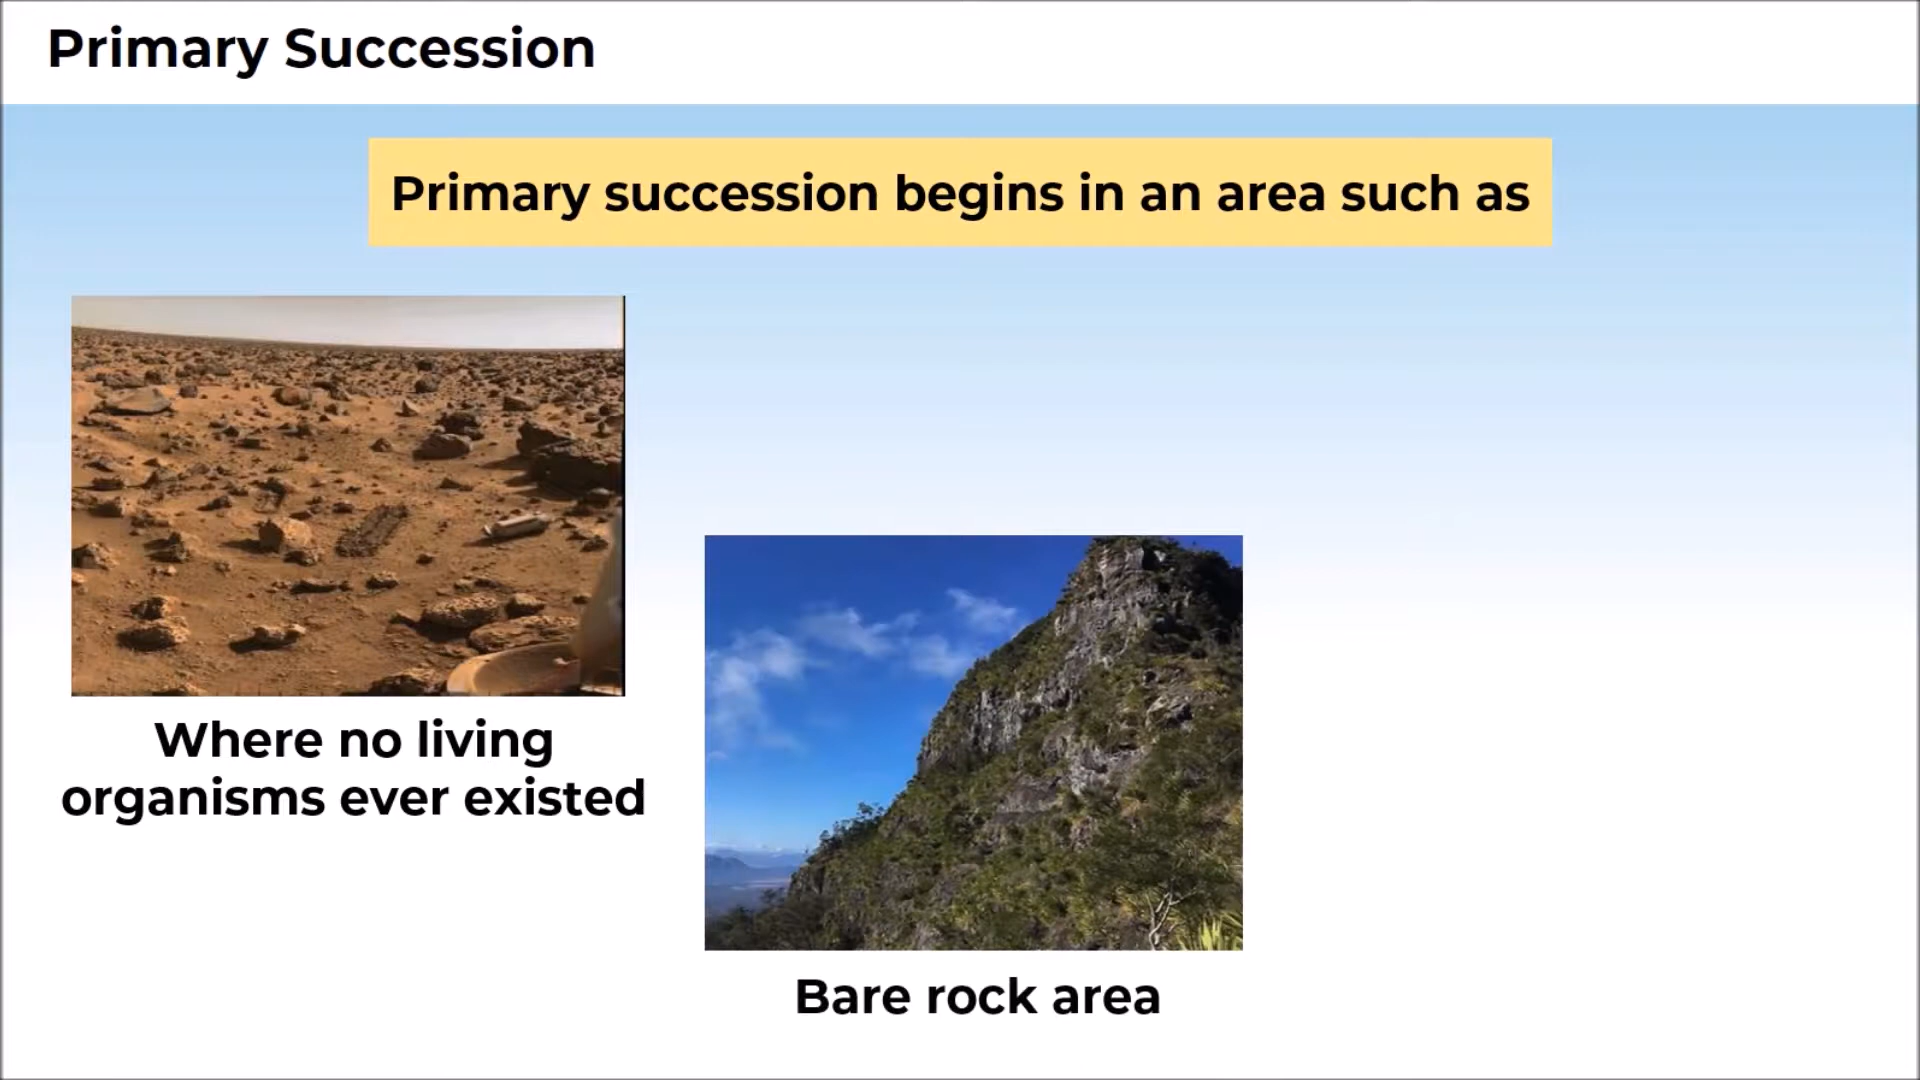 Primary Succession
Primary succession begins in an area such as
Where no living
organisms ever existed
Bare rock area